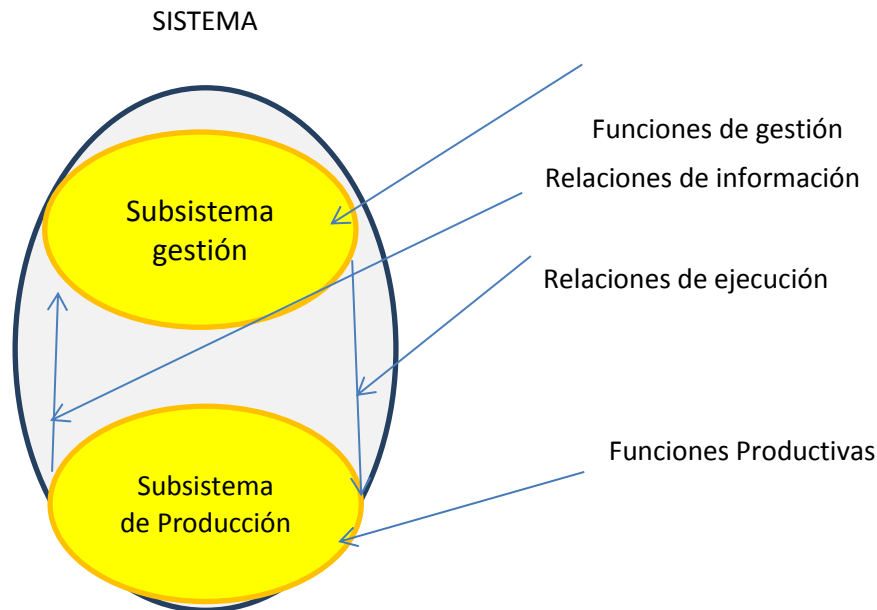 SISTEMA
Funciones de gestión
Relaciones de información
Subsistema
gestión
Relaciones de ejecución
Funciones Productivas
Subsistema
de Producción